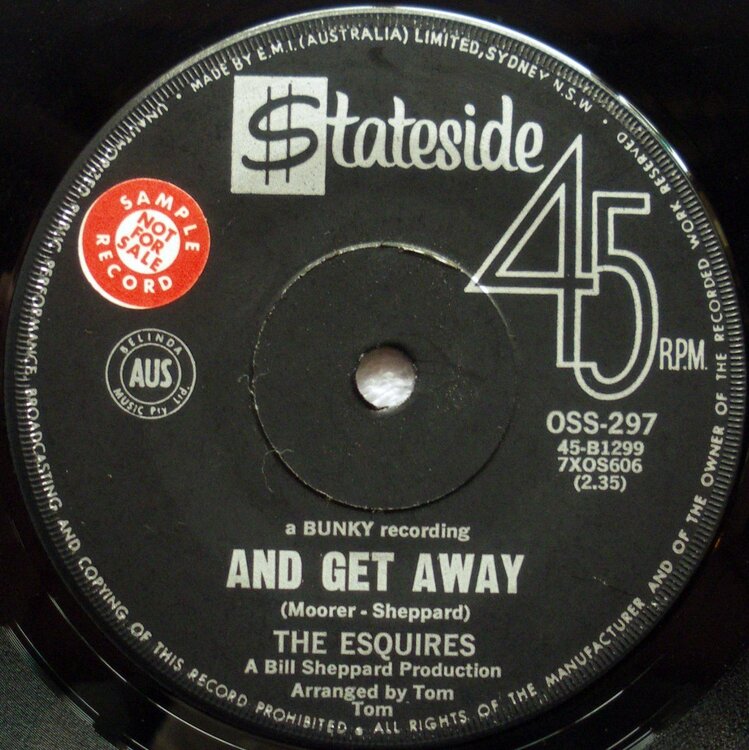 MADE BY E.M.I. (AUSTRALIA) LIMITED, SYDNEY N.S.W. • UNAUTHORIZED PUBLIC PERFORMANCE, BROADCASTING AND COPYING OF THIS RECORD PROHIBITED • ALL RIGHTS OF THE MANUFACTURER AND OF THE OWNER OF THE RECORDED WORK RESERVED
$tateside
45
R.P.M.
SAMPLE
NOT
FOR
SALE
RECORD
BELINDA
AUS
MUSIC Pty Ltd.
OSS-297
45-B1299
7XOS606
(2.35)
a BUNKY recording
AND GET AWAY
(Moorer - Sheppard)
THE ESQUIRES
A Bill Sheppard Production
Arranged by Tom
Tom